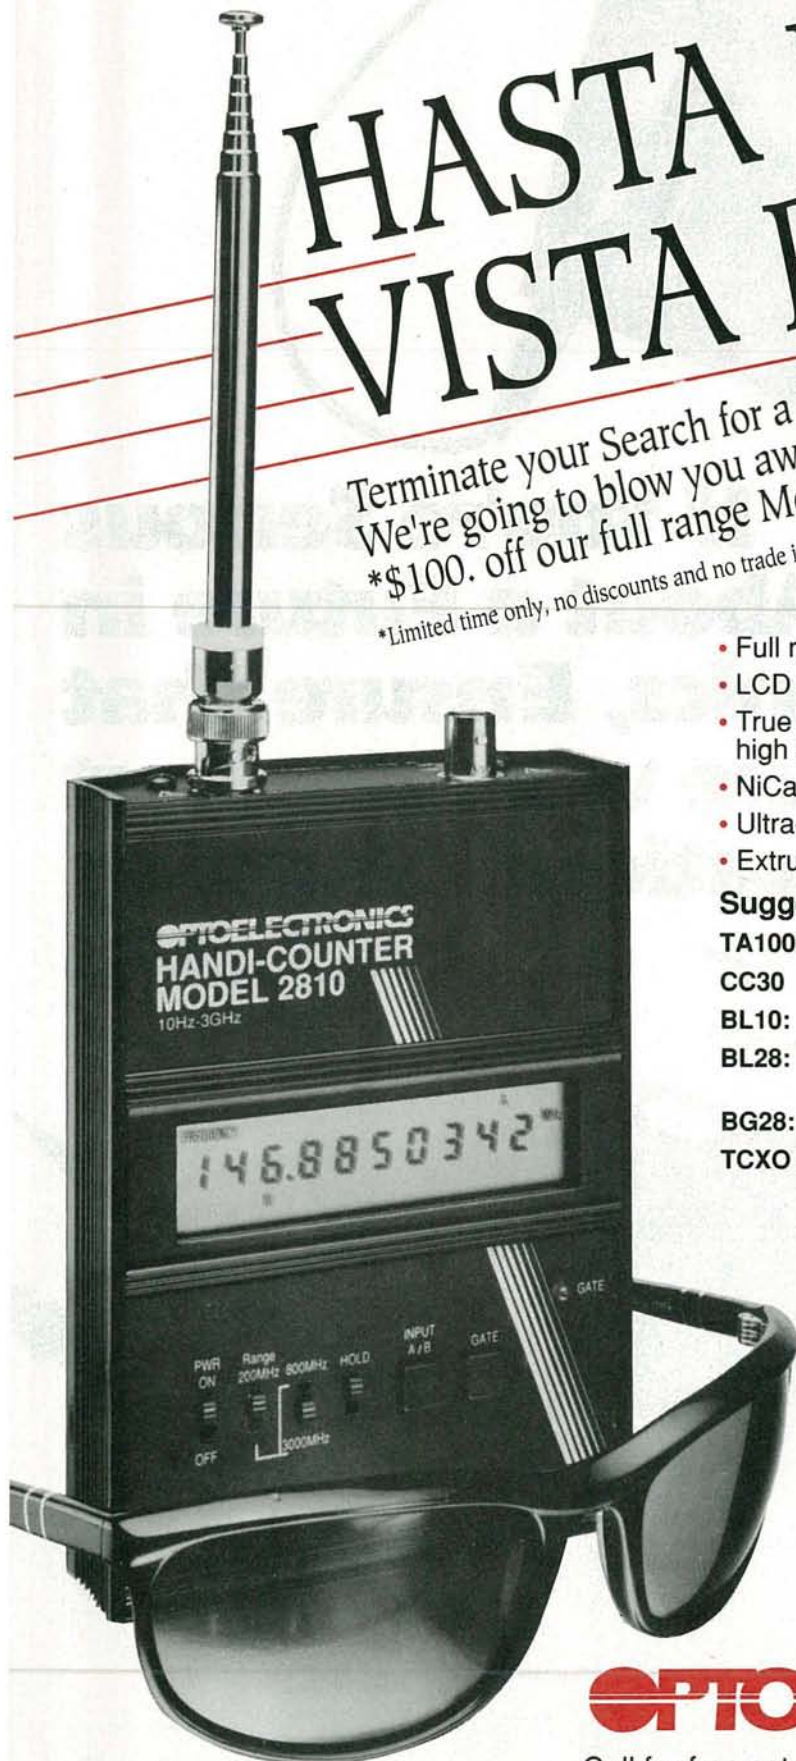 HASTA
VISTA
Terminate your Search for a
We're going to blow you aw
*$100. off our full range M
*Limited time only, no discounts and no trade i
• Full r
• LCD
• True
high
• NiCa
• Ultra
• Extru
Sugg
TA100
CC30
BL10:
BL28:
BG28:
TCXO
OPTOELECTRONICS
HANDI-COUNTER
MODEL 2810
10Hz-3GHz
FREQUENCY
146.8850342 MHz
GATE
PWR
ON
OFF
Range
200MHz
800MHz
3000MHz
HOLD
INPUT
A/B
GATE
OPTO